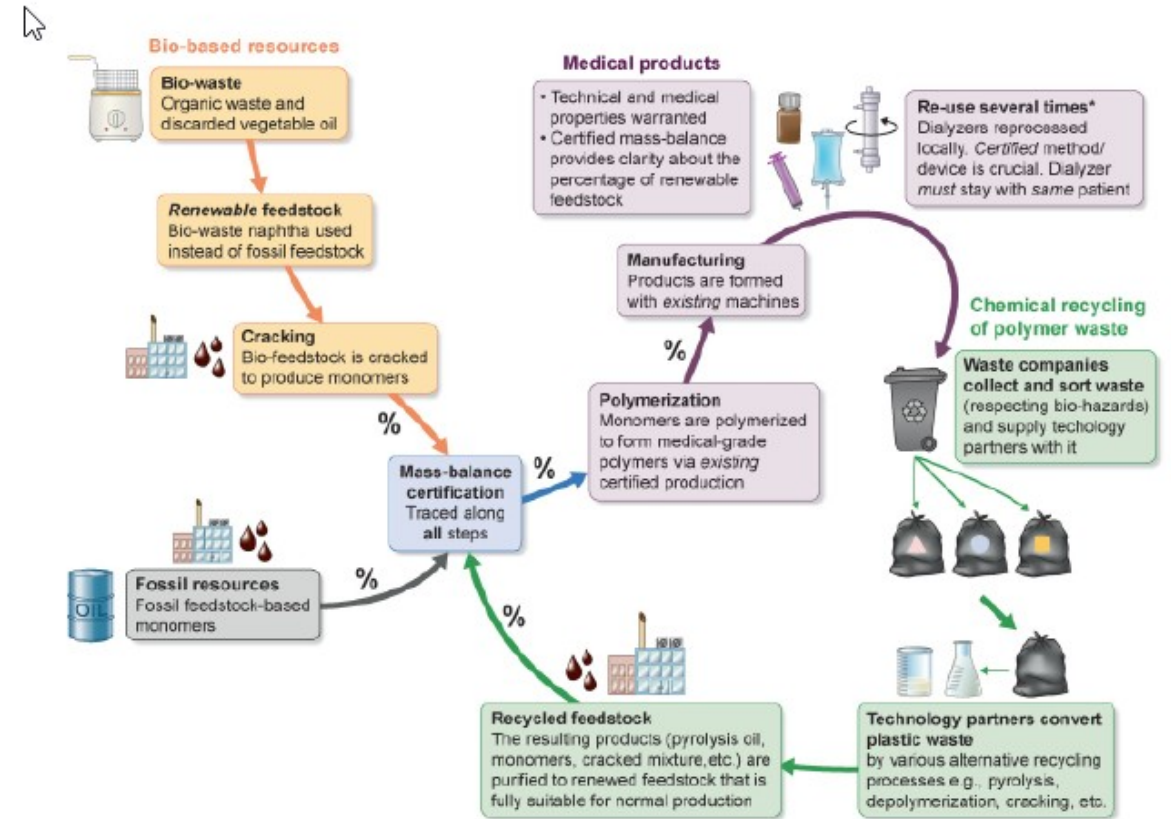 Bio-based resources
Bio-waste
Organic waste and
discarded vegetable oil
Renewable feedstock
Bio-waste naphtha used
instead of fossil feedstock
Cracking
Bio-feedstock is cracked
to produce monomers
%
Mass-balance
certification
Traced along
all steps
%
OIL
Fossil resources
Fossil feedstock-based
monomers
%
Medical products
• Technical and medical
properties warranted
• Certified mass-balance
provides clarity about the
percentage of renewable
feedstock
Re-use several times*
Dialyzers reprocessed
locally. Certified method/
device is crucial. Dialyzer
must stay with same patient
Manufacturing
Products are formed
with existing machines
%
Polymerization
Monomers are polymerized
to form medical-grade
polymers via existing
certified production
Chemical recycling
of polymer waste
Waste companies
collect and sort waste
(respecting bio-hazards)
and supply techology
partners with it
Technology partners convert
plastic waste
by various alternative recycling
processes e.g., pyrolysis,
depolymerization, cracking, etc.
Recycled feedstock
The resulting products (pyrolysis oil,
monomers, cracked mixture,etc.) are
purified to renewed feedstock that is
fully suitable for normal production
%